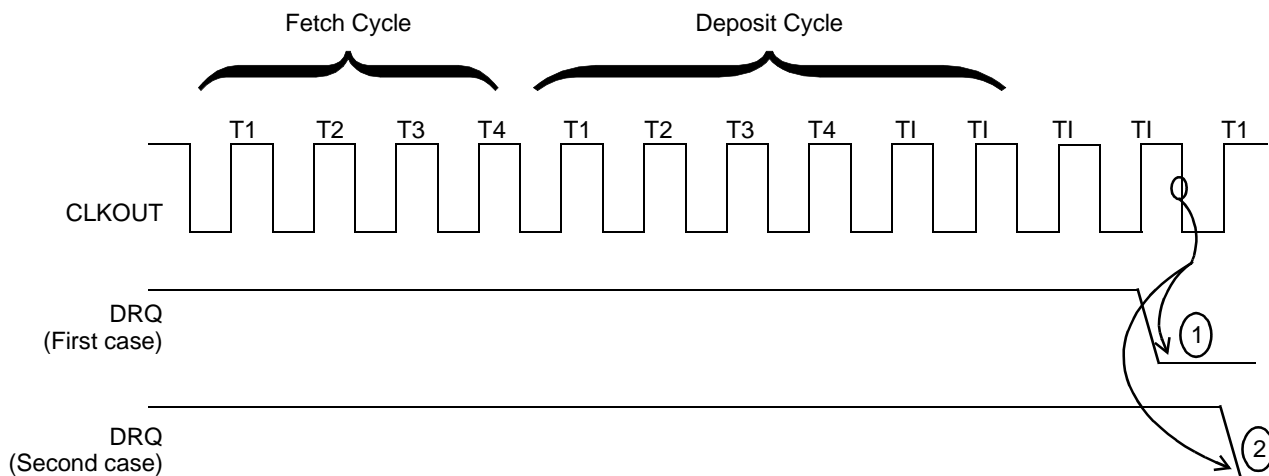 Fetch Cycle Deposit Cycle
T1 T2 T3 T4 T1 T2 T3 T4 TI TI TI TI T1
CLKOUT
DRQ
(First case)
1
DRQ
(Second case)
2